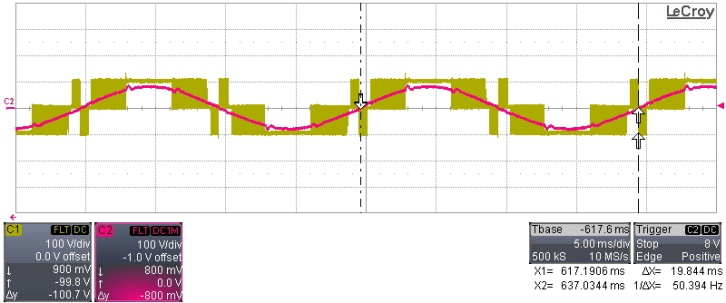 LeCroy
C2
C1 FLT DC
100 V/div
0.0 V offset
↓ 900 mV
↑ -99.8 V
Δy -100.7 V
C2 FLT DC1M
100 V/div
-1.0 V offset
↓ 800 mV
↑ 0.0 V
Δy -800 mV
Tbase -617.6 ms
5.00 ms/div
500 kS 10 MS/s
Trigger C2 DC
Stop 8 V
Edge Positive
X1= 617.1906 ms ΔX= 19.844 ms
X2= 637.0344 ms 1/ΔX= 50.394 Hz